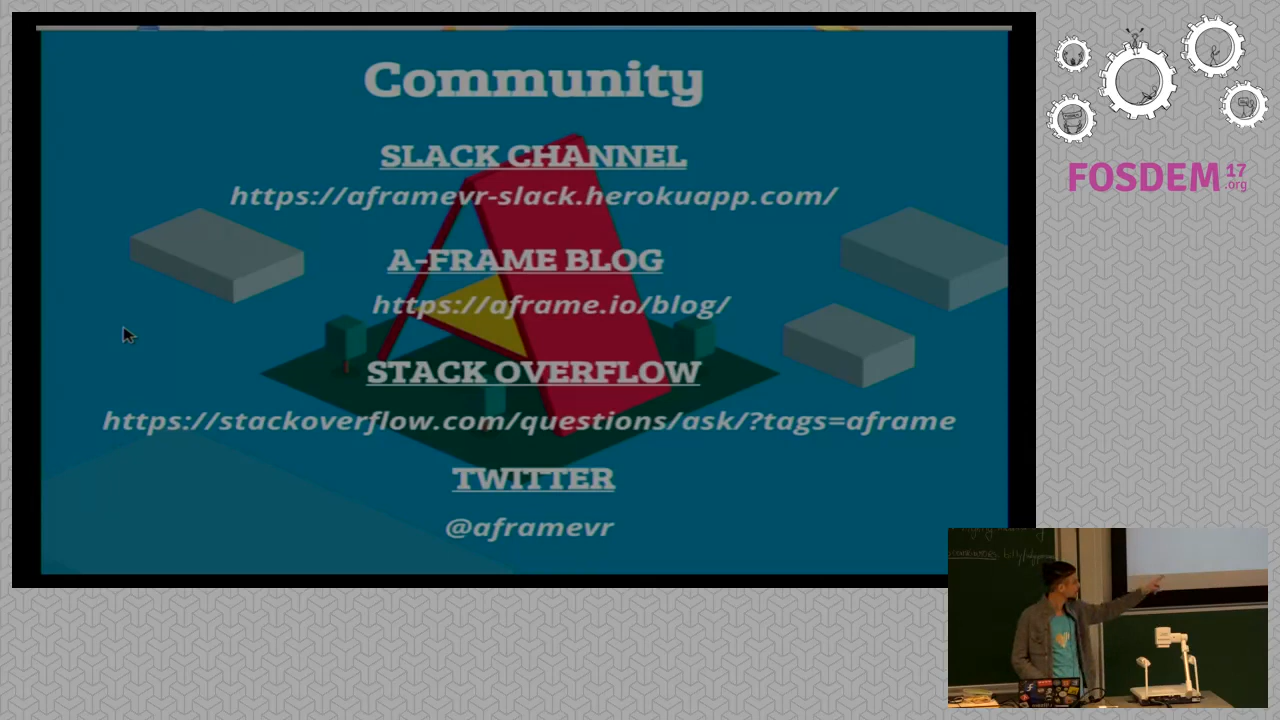 Community
SLACK CHANNEL
https://aframevr-slack.herokuapp.com/
A-FRAME BLOG
https://aframe.io/blog/
STACK OVERFLOW
https://stackoverflow.com/questions/ask/?tags=aframe
TWITTER
@aframevr
FOSDEM 17
.org